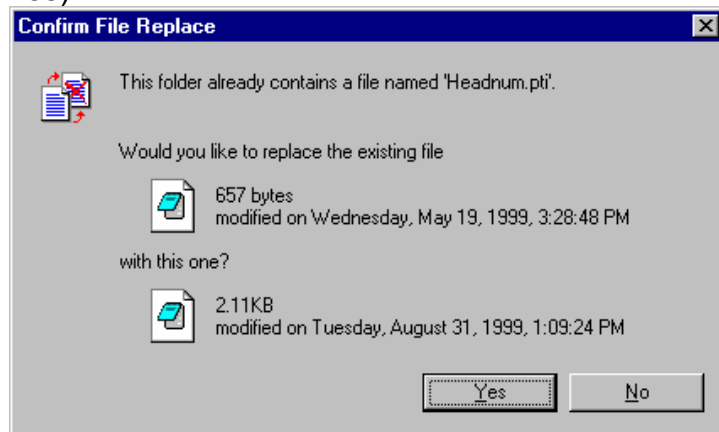 Confirm File Replace
This folder already contains a file named 'Headnum.pti'.
Would you like to replace the existing file
657 bytes
modified on Wednesday, May 19, 1999, 3:28:48 PM
with this one?
2.11KB
modified on Tuesday, August 31, 1999, 1:09:24 PM
Yes
No